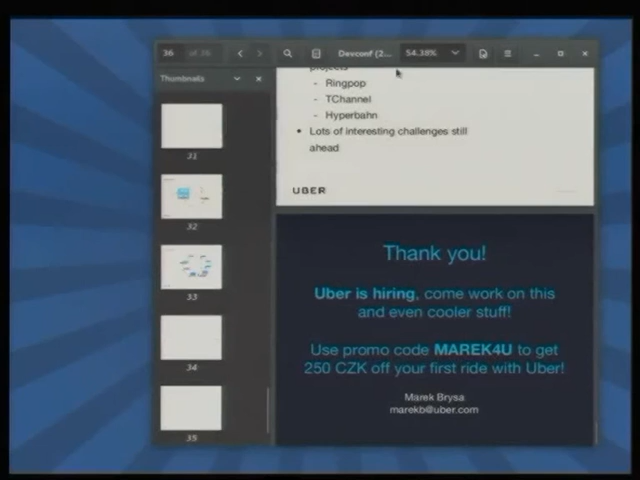 36 of 36 Devconf (2... 54.38%
Thumbnails
31
32
33
34
35
projects
- Ringpop
- TChannel
- Hyperbahn
• Lots of interesting challenges still
ahead
UBER
Thank you!
Uber is hiring, come work on this
and even cooler stuff!
Use promo code MAREK4U to get
250 CZK off your first ride with Uber!
Marek Brysa
marekb@uber.com